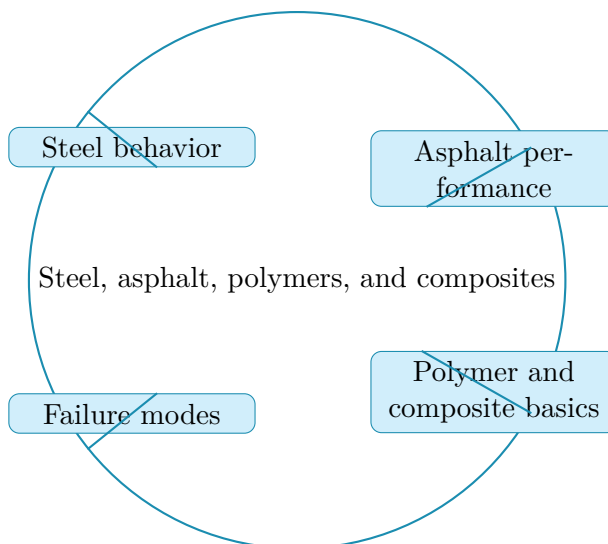 Steel behavior
Asphalt per-
formance
Steel, asphalt, polymers, and composites
Polymer and
composite basics
Failure modes